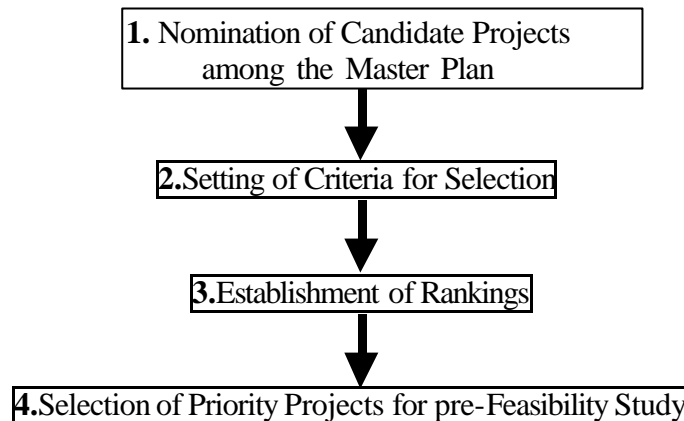 1. Nomination of Candidate Projects
among the Master Plan
2.Setting of Criteria for Selection
3.Establishment of Rankings
4.Selection of Priority Projects for pre-Feasibility Study